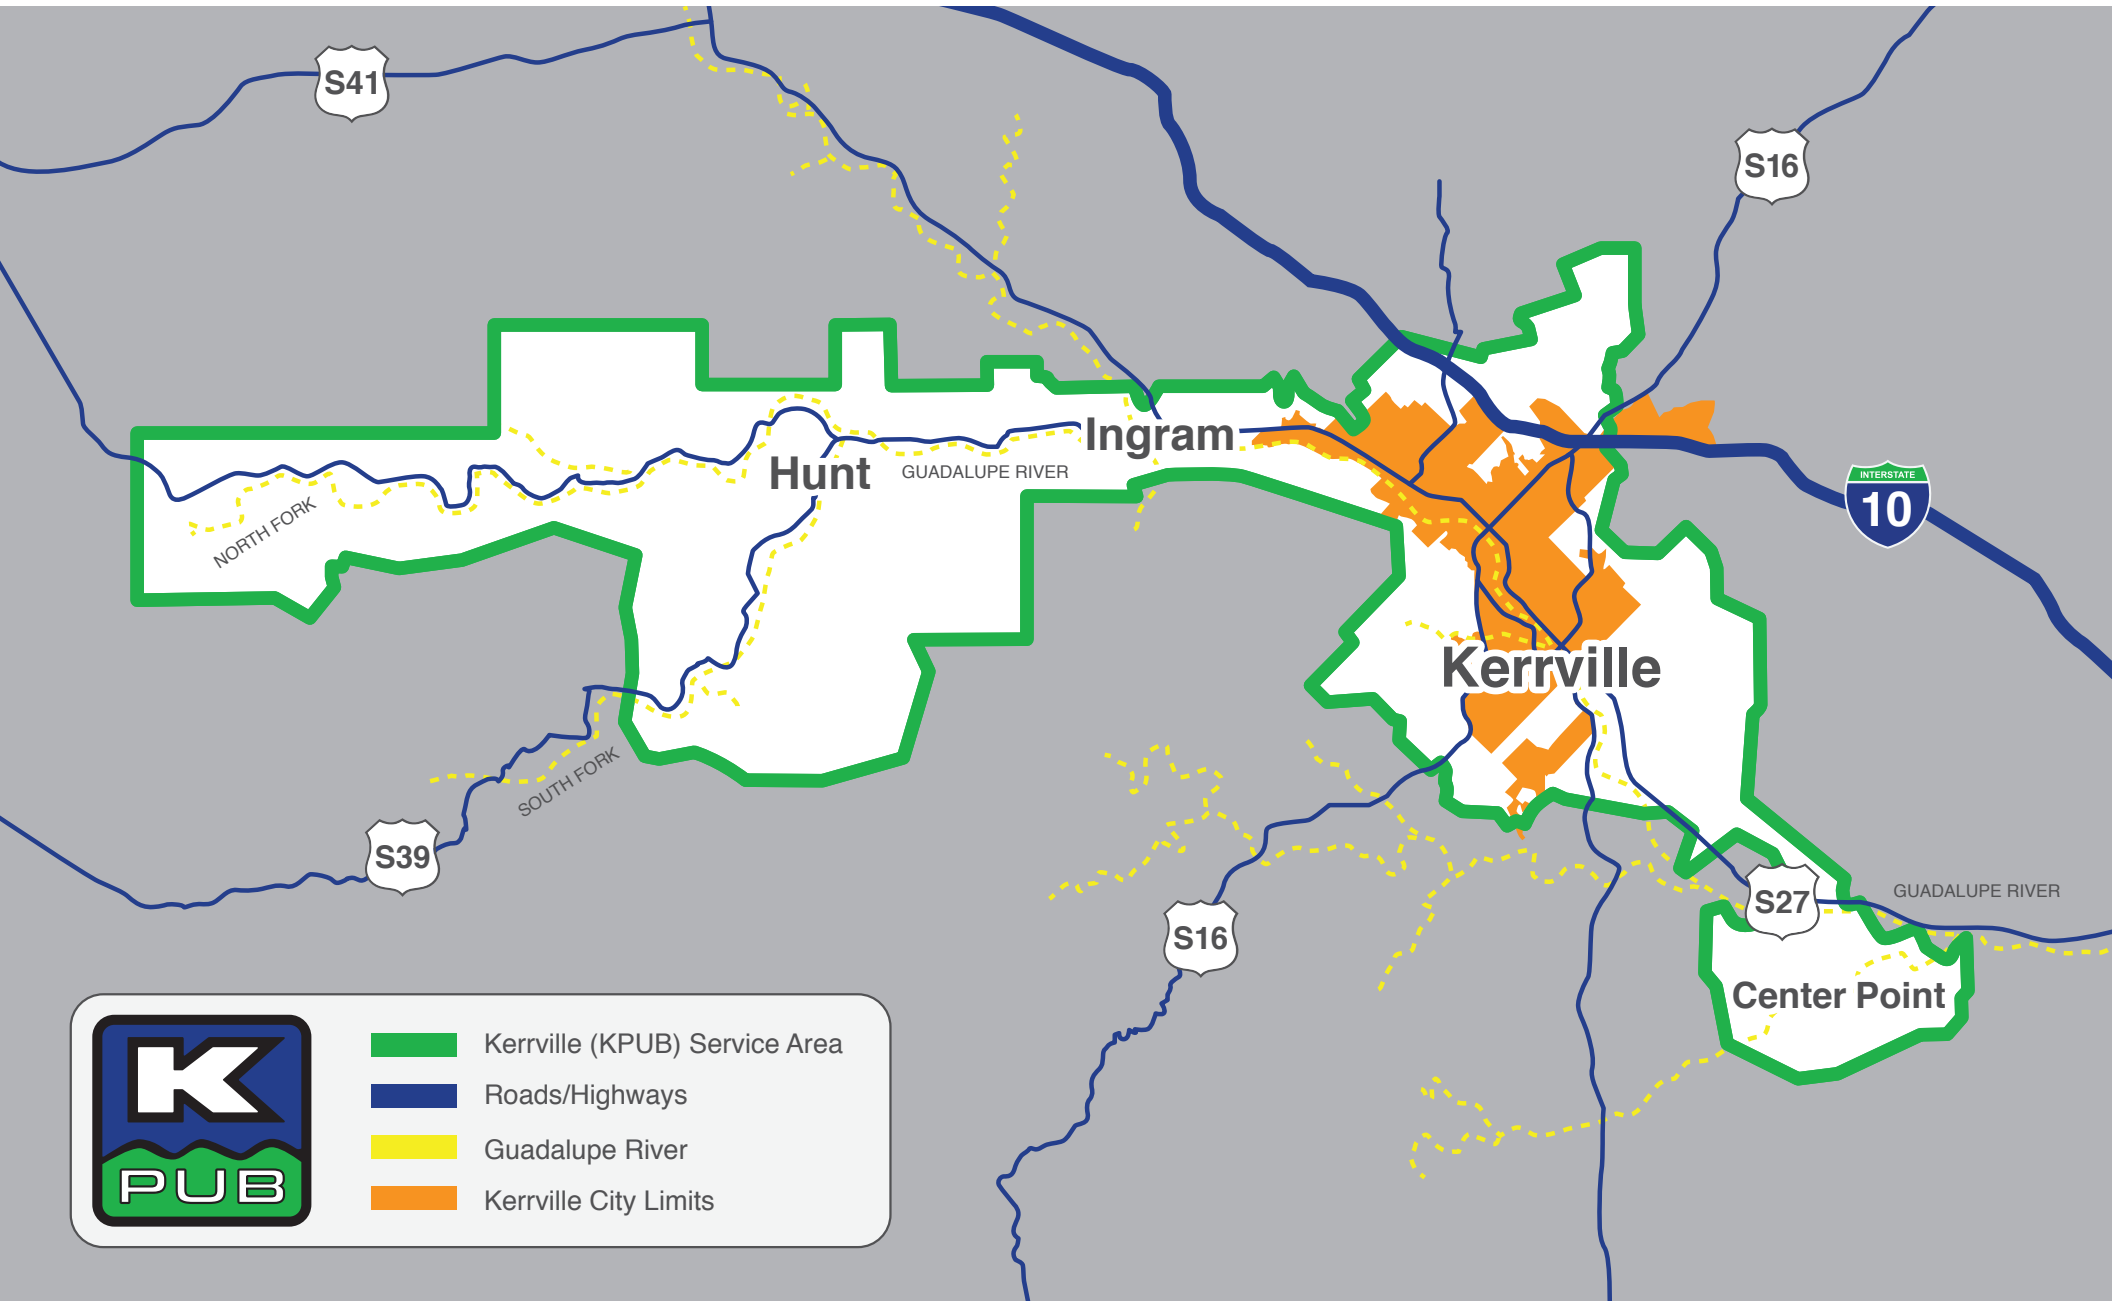 S41
S16
INTERSTATE
10
Ingram
Hunt
GUADALUPE RIVER
NORTH FORK
Kerrville
SOUTH FORK
S39
S27
GUADALUPE RIVER
S16
Center Point
K
PUB
Kerrville (KPUB) Service Area
Roads/Highways
Guadalupe River
Kerrville City Limits